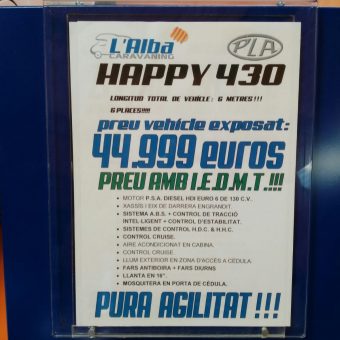 L'Alba
CARAVANING
PLA
HAPPY 430
LONGITUD TOTAL DE VEHICLE: 6 METRES!!!
6 PLACES!!!!!
preu vehicle exposat:
44.999 euros
PREU AMB I.E.D.M.T.!!!
• MOTOR P.S.A. DIESEL HDI EURO 6 DE 130 C.V.
• XASSÍS I EIX DE DARRERA ENGRANDIT.
• SISTEMA A.B.S. + CONTROL DE TRACCIÓ
INTEL·LIGENT + CONTROL D'ESTABILITAT.
• SISTEMES DE CONTROL H.D.C. & H.H.C.
• CONTROL CRUISE.
• AIRE ACONDICIONAT EN CABINA.
• CONTROL CRUISE.
• LLUM EXTERIOR EN ZONA D'ACCÉS A CÈDULA.
• FARS ANTIBOIRA + FARS DIURNS
• LLANTA EN 16".
• MOSQUITERA EN PORTA DE CÈDULA.
PURA AGILITAT!!!